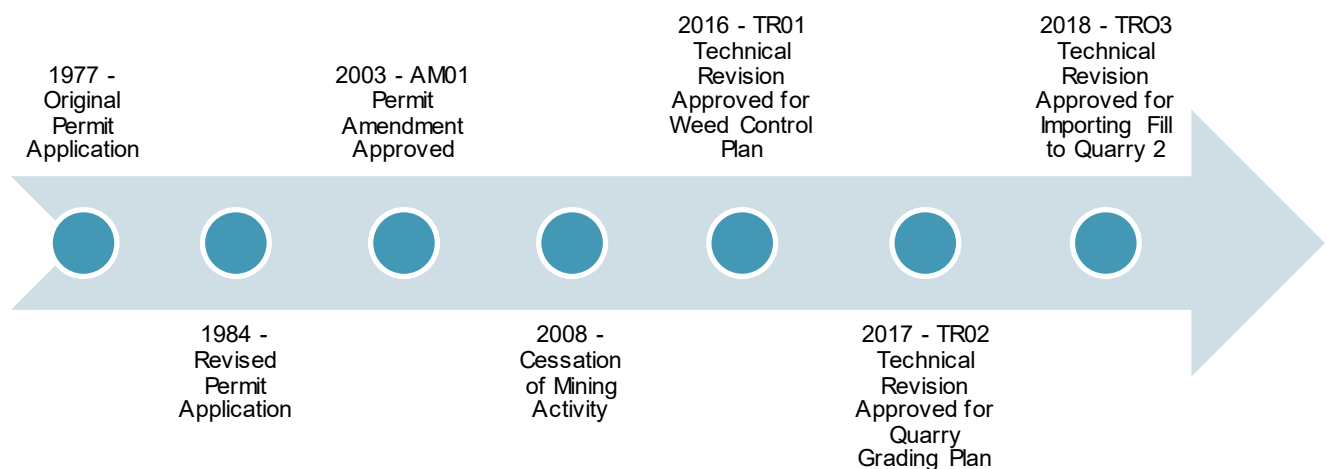 1977 -
Original
Permit
Application
1984 -
Revised
Permit
Application
2003 - AM01
Permit
Amendment
Approved
2008 -
Cessation
of Mining
Activity
2016 - TR01
Technical
Revision
Approved for
Weed Control
Plan
2017 - TR02
Technical
Revision
Approved for
Quarry
Grading Plan
2018 - TRO3
Technical
Revision
Approved for
Importing Fill
to Quarry 2